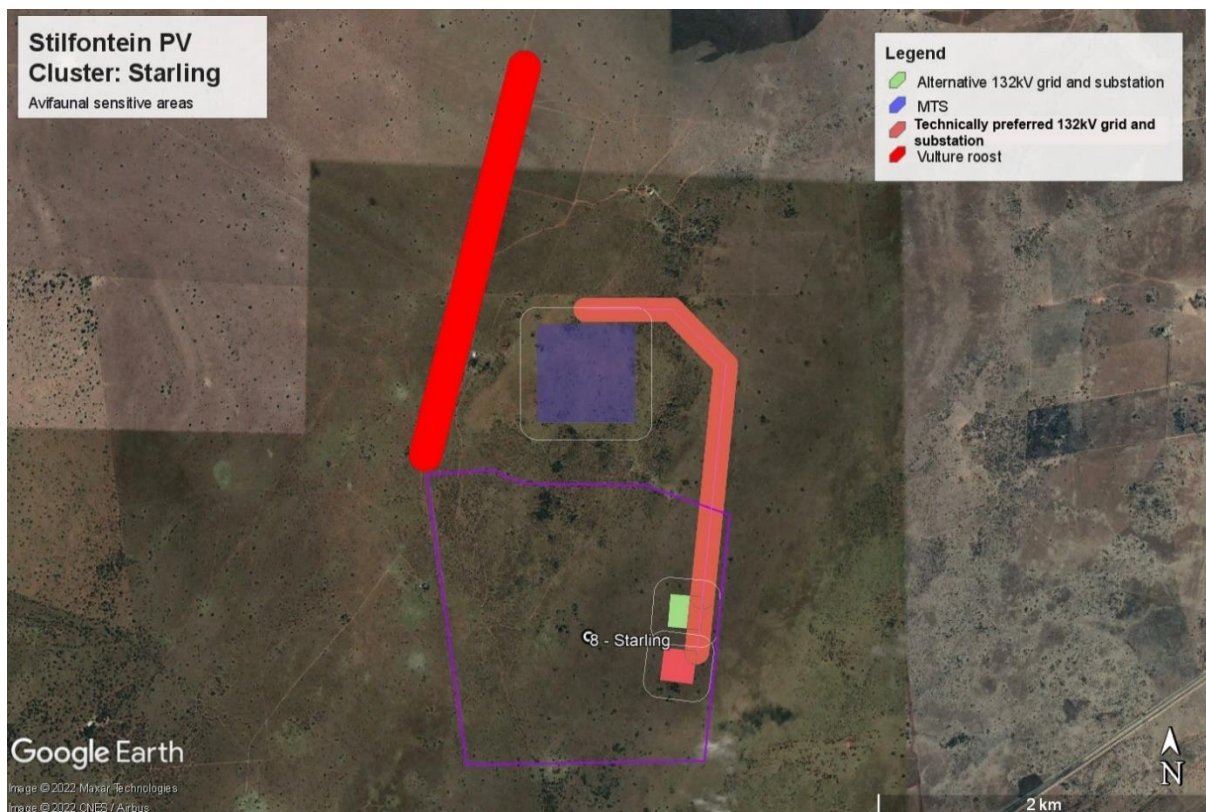 Stilfontein PV
Cluster: Starling
Avifaunal sensitive areas
Legend
Alternative 132kV grid and substation
MTS
Technically preferred 132kV grid and
substation
Vulture roost
8 - Starling
Google Earth
Image © 2022 Maxar Technologies
Image © 2022 CNES / Airbus
N
2 km